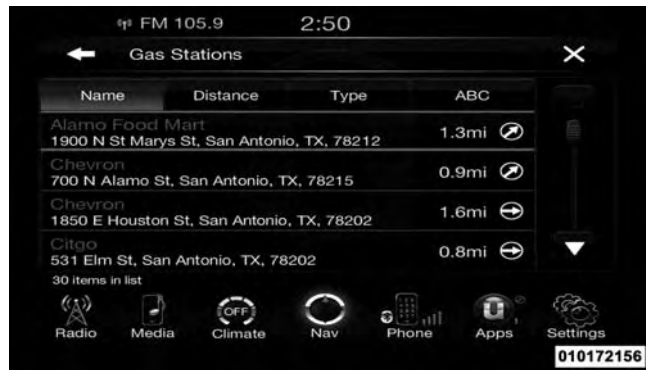 FM 105.9 2:50
Gas Stations
Name Distance Type ABC
Alamo Food Mart
1900 N St Marys St, San Antonio, TX, 78212 1.3mi
Chevron
700 N Alamo St, San Antonio, TX, 78215 0.9mi
Chevron
1850 E Houston St, San Antonio, TX, 78202 1.6mi
Citgo
531 Elm St, San Antonio, TX, 78202 0.8mi
30 items in list
OFF
Radio Media Climate Nav Phone Apps Settings
010172156